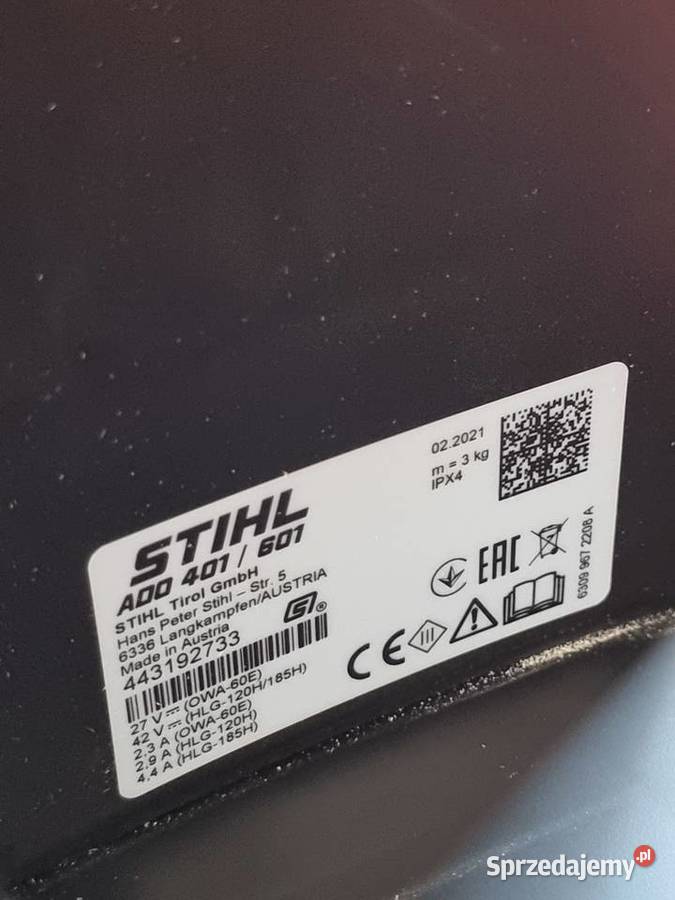 STIHL
ADO 401 / 601
STIHL Tirol GmbH
Hans Peter Stihl – Str. 5
6336 Langkampfen/AUSTRIA
Made in Austria
443192733
27 V (OWA-60E)
42 V (HLG-120H/185H)
2,3 A (OWA-60E)
2,9 A (HLG-120H)
4,4 A (HLG-185H)
02.2021
m = 3 kg
IPX4
EAC
CE
III
6309 967 2208 A
Sprzedajemy.pl